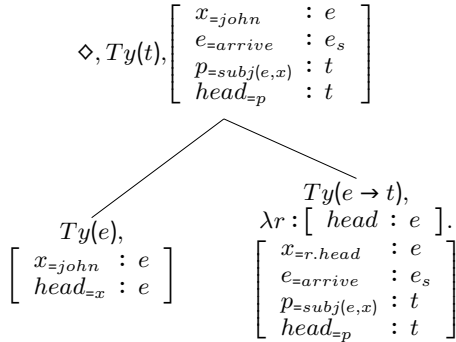 x₌john : e
◇, Ty(t), e₌arrive : eₛ
p₌subj(e,x) : t
head₌p : t
Ty(e),
x₌john : e
head₌x : e
Ty(e → t),
λr : [ head : e ] .
x₌r.head : e
e₌arrive : eₛ
p₌subj(e,x) : t
head₌p : t